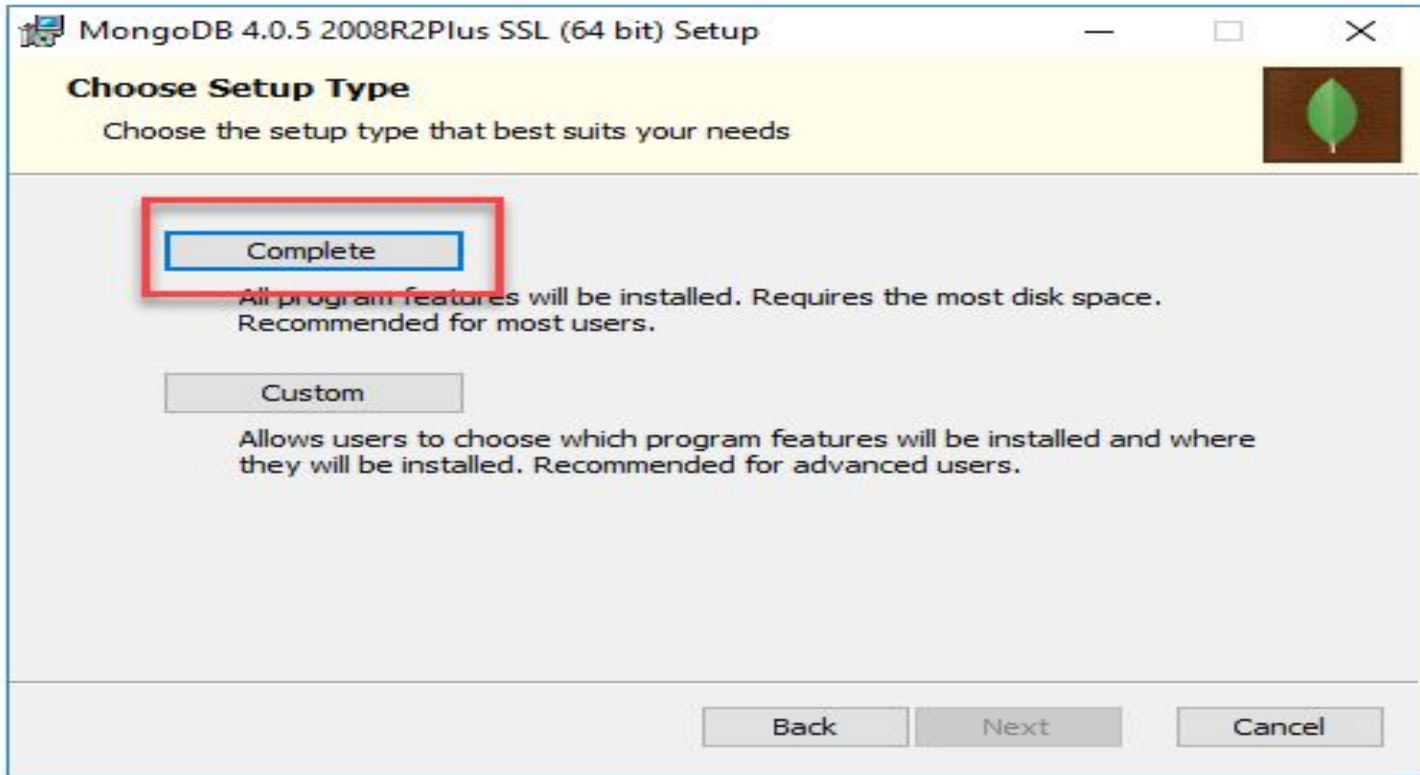 MongoDB 4.0.5 2008R2Plus SSL (64 bit) Setup
Choose Setup Type
Choose the setup type that best suits your needs
Complete
All program features will be installed. Requires the most disk space.
Recommended for most users.
Custom
Allows users to choose which program features will be installed and where
they will be installed. Recommended for advanced users.
Back Next Cancel